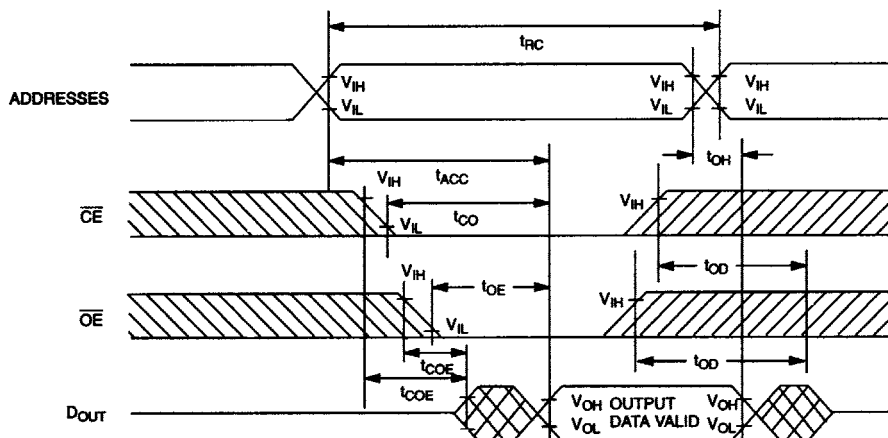 tRC
ADDRESSES
VIH
VIL
VIH
VIL
VIH
VIL
tOH
tACC
CE
VIH
tCO
VIL
VIH
tOD
OE
VIH
tOE
VIL
VIH
tOD
tCOE
tCOE
DOUT
VOH OUTPUT VOH
VOL DATA VALID VOL